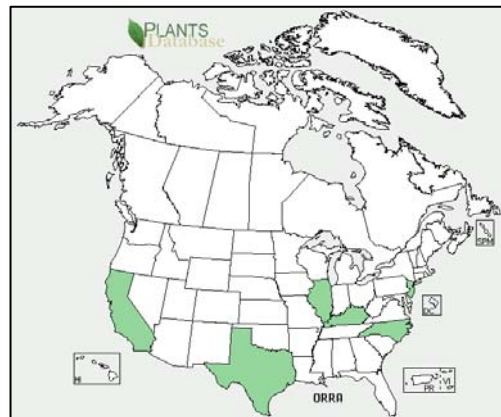 PLANTS
Database
SPM
DC
HI
PR
VI
ORRA